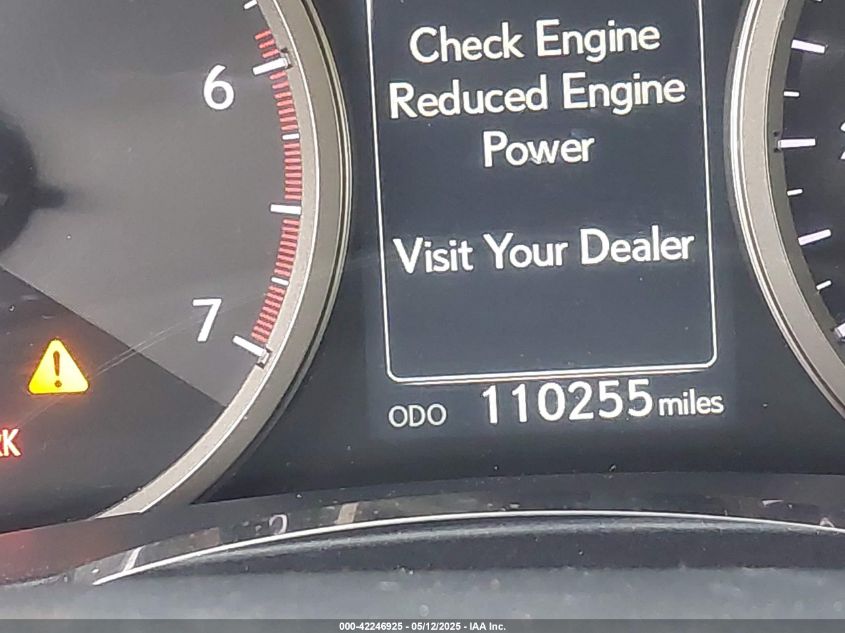 Check Engine
Reduced Engine
Power
Visit Your Dealer
6
7
ODO 110255 miles
000-42246925 - 05/12/2025 - IAA Inc.